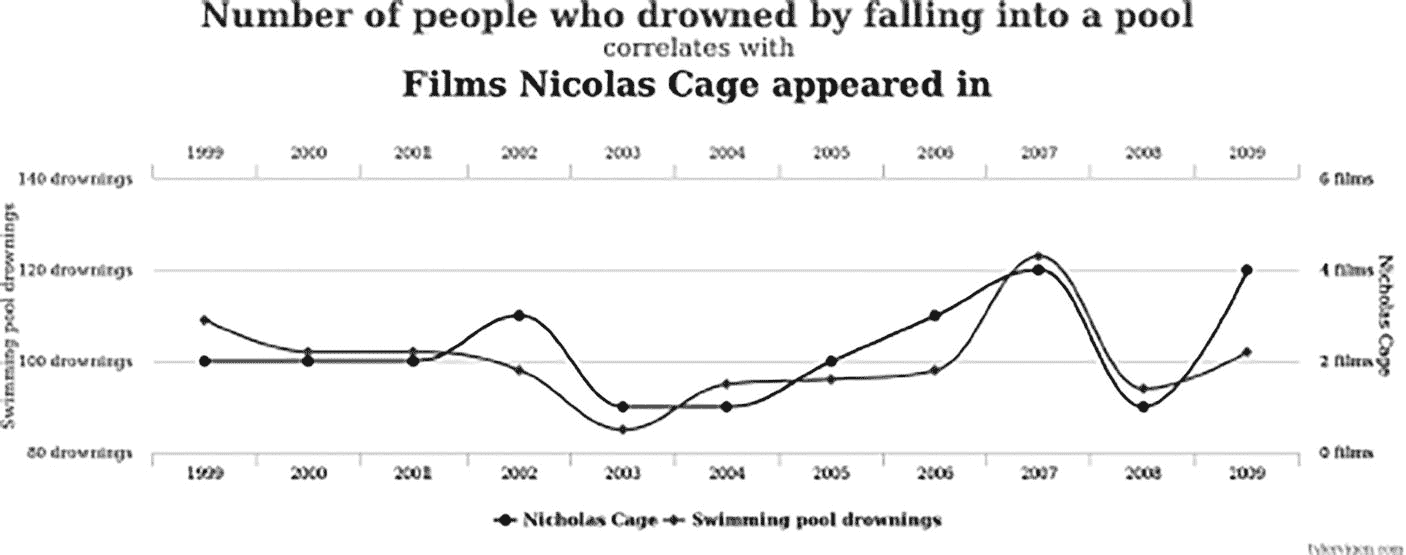 Number of people who drowned by falling into a pool
correlates with
Films Nicolas Cage appeared in
1999 2000 2001 2002 2003 2004 2005 2006 2007 2008 2009
140 drownings 6 films
120 drownings 4 films
100 drownings 2 films
80 drownings 0 films
Swimming pool drownings
Nicholas Cage
1999 2000 2001 2002 2003 2004 2005 2006 2007 2008 2009
Nicholas Cage Swimming pool drownings
tylervigen.com